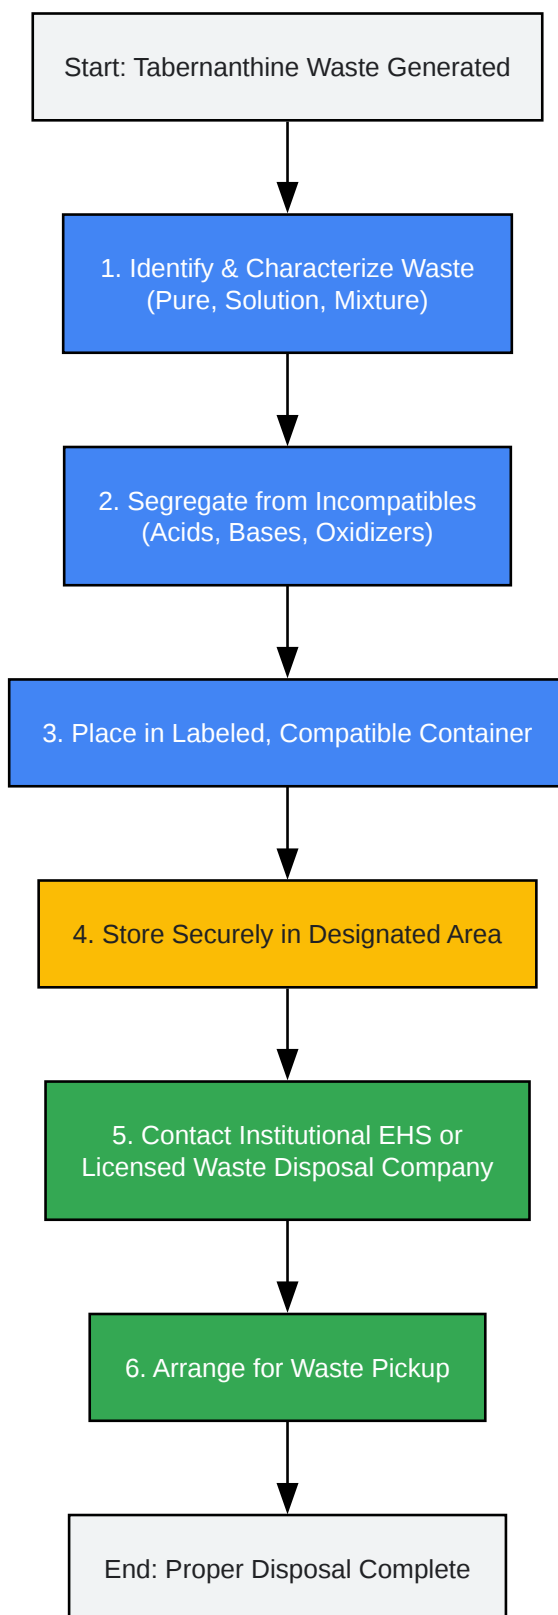 Start: Tabernanthine Waste Generated
1. Identify & Characterize Waste
(Pure, Solution, Mixture)
2. Segregate from Incompatibles
(Acids, Bases, Oxidizers)
3. Place in Labeled, Compatible Container
4. Store Securely in Designated Area
5. Contact Institutional EHS or
Licensed Waste Disposal Company
6. Arrange for Waste Pickup
End: Proper Disposal Complete